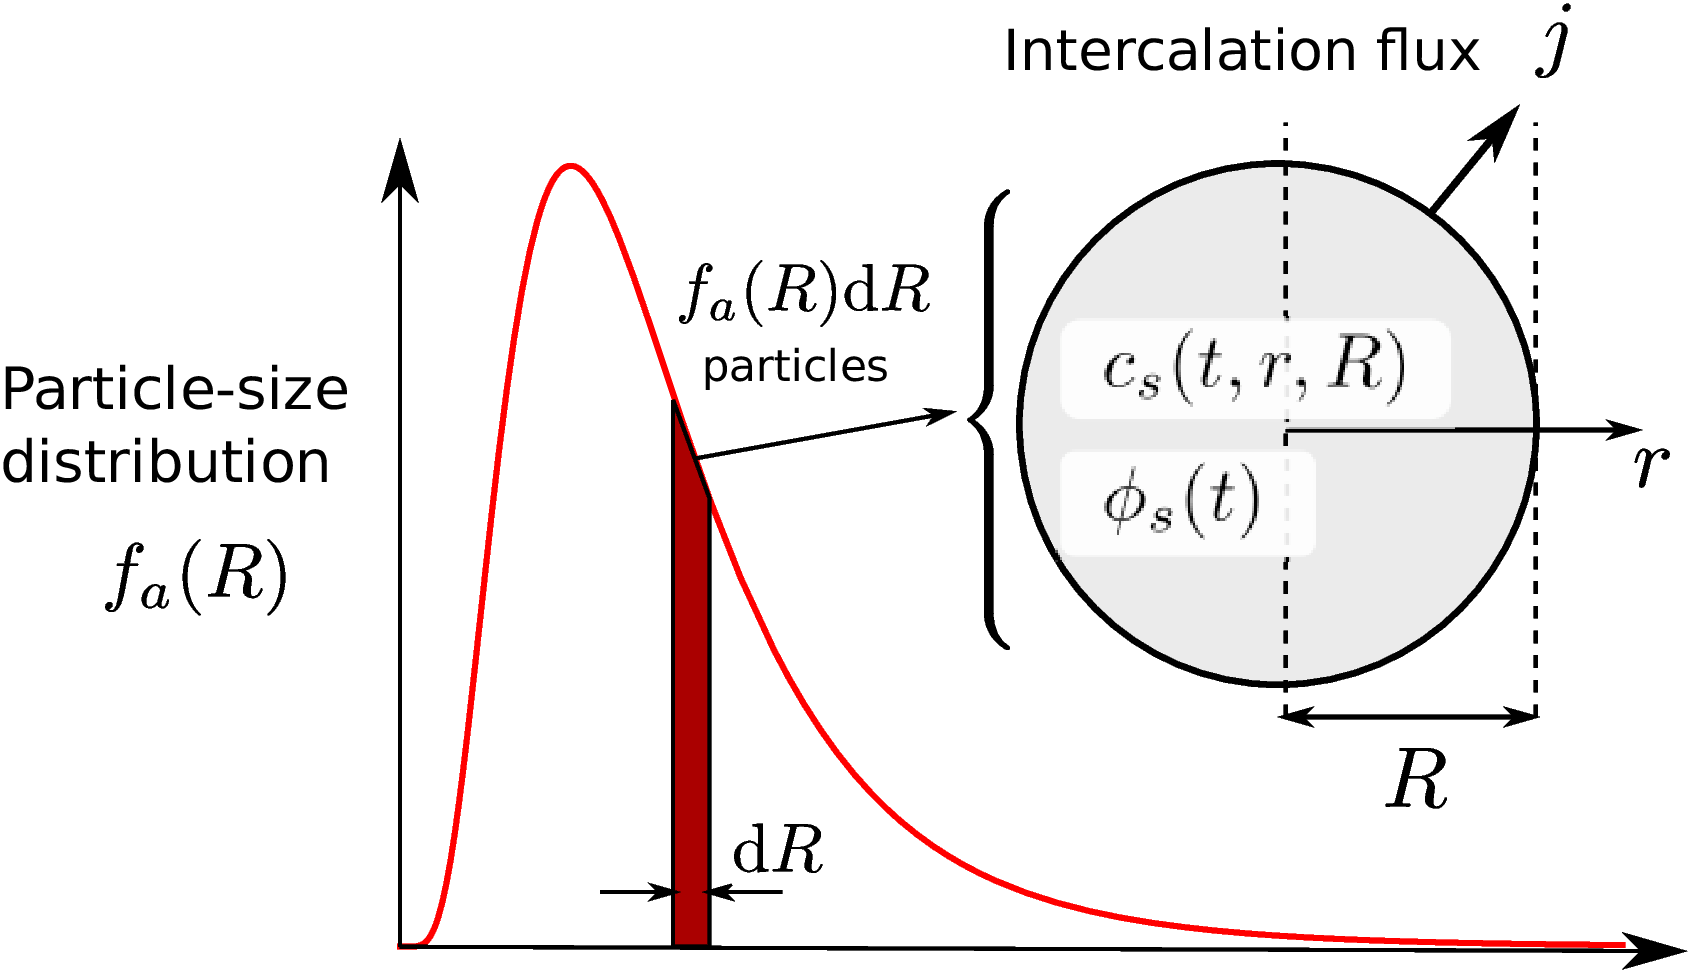 Intercalation flux j
f_a(R)dR
particles
c_s(t, r, R)
Particle-size
distribution
r
ϕ_s(t)
f_a(R)
R
dR